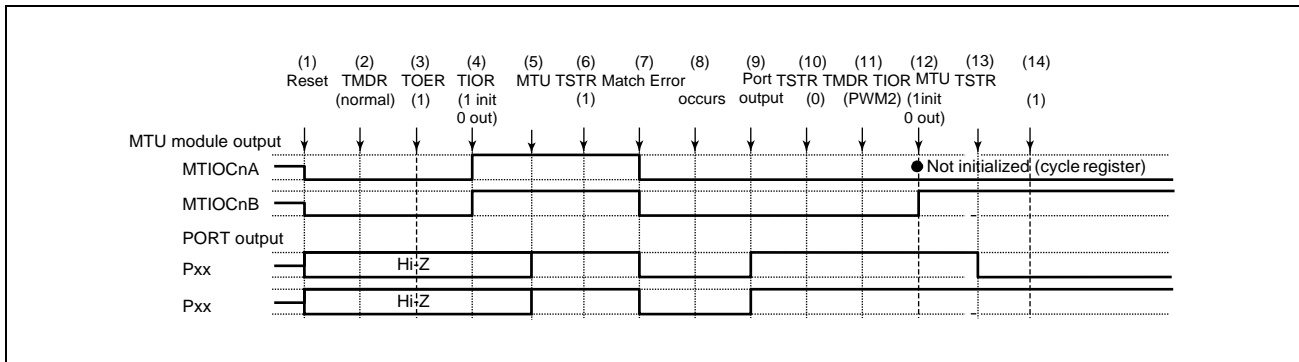 (1) (2) (3) (4) (5) (6) (7) (8) (9) (10) (11) (12) (13) (14)
Reset TMDR TOER TIOR MTU TSTR Match Error Port TSTR TMDR TIOR MTU TSTR
(normal) (1) (1 init (1) occurs output (0) (PWM2) (1init (1)
0 out) 0 out)
MTU module output
MTIOCnA Not initialized (cycle register)
MTIOCnB
PORT output
Pxx Hi-Z
Pxx Hi-Z